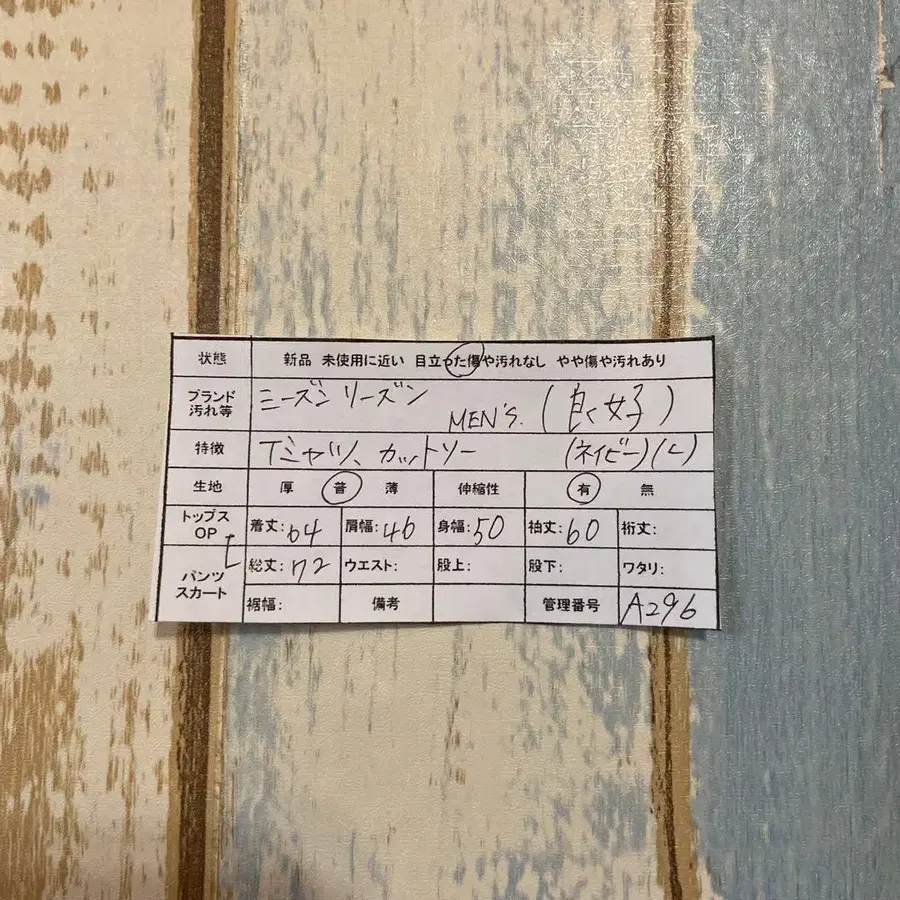 状態 新品 未使用に近い 目立った傷や汚れなし やや傷や汚れあり
ブランド 汚れ等 ミーズンリーズン MEN'S. (良く女子)
特徴 Tシャツ、カットソー (ネイビー)(L)
生地 厚 普 薄 伸縮性 有 無
トップス OP 着丈:64 肩幅:46 身幅:50 袖丈:60 裄丈:
パンツ スカート 総丈:72 ウエスト: 股上: 股下: ワタリ:
裾幅: 備考 管理番号 A296